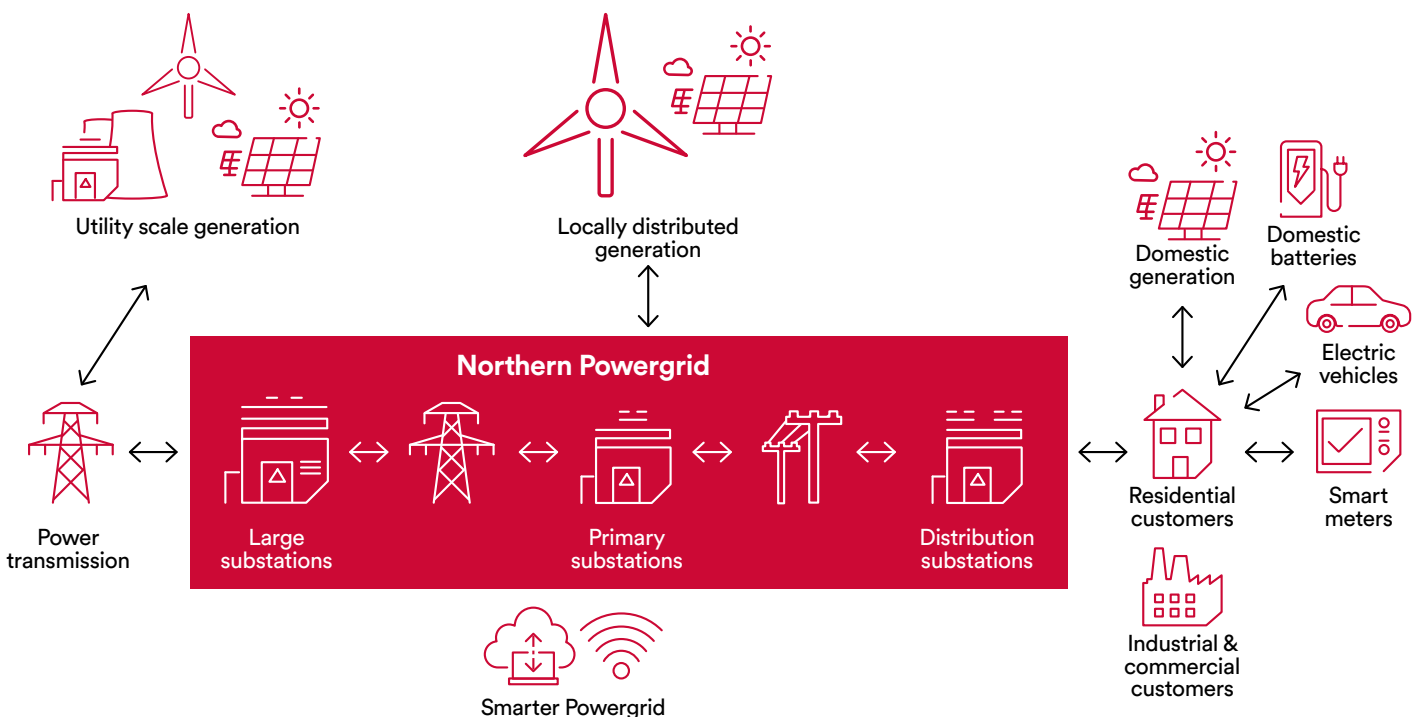 Utility scale generation
Locally distributed
generation
Domestic
generation
Domestic
batteries
Electric
vehicles
Northern Powergrid
Power
transmission
Large
substations
Primary
substations
Distribution
substations
Residential
customers
Smart
meters
Industrial &
commercial
customers
Smarter Powergrid